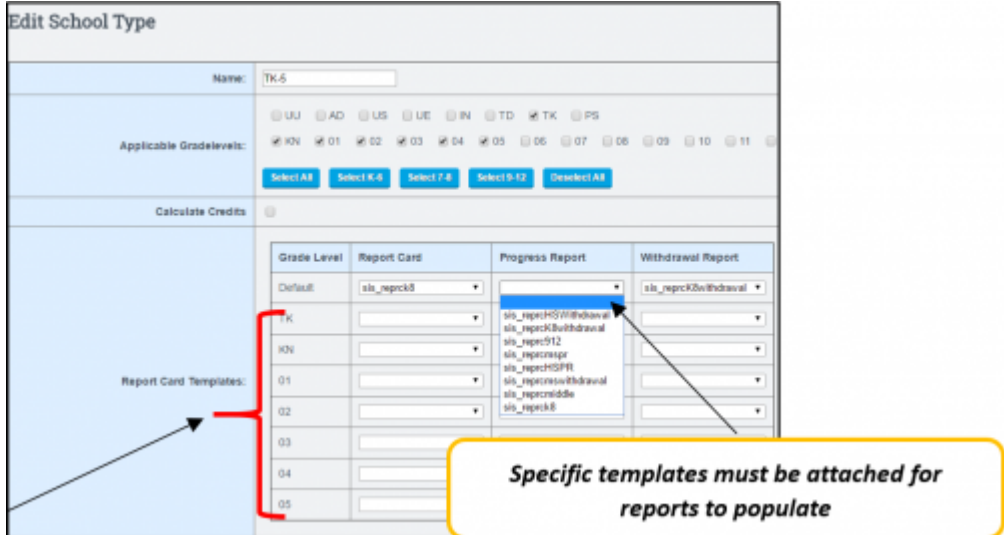 Edit School Type
Name: TK-5
UU AD US UE IN TD TK PS
Applicable Gradelevels: KN 01 02 03 04 05 06 07 08 09 10 11
Select All Select K-6 Select 7-8 Select 9-12 Deselect All
Calculate Credits
Grade Level Report Card Progress Report Withdrawal Report
Default sis_reprck8 sis_reprcK8withdrawal
TK
sis_reprcHSWithdrawal
sis_reprcK8withdrawal
KN
sis_reprc912
sis_reprcmspr
sis_reprcHSPR
Report Card Templates: 01
sis_reprcmswithdrawal
sis_reprcmiddle
02 sis_reprck8
03
04
05
Specific templates must be attached for
reports to populate